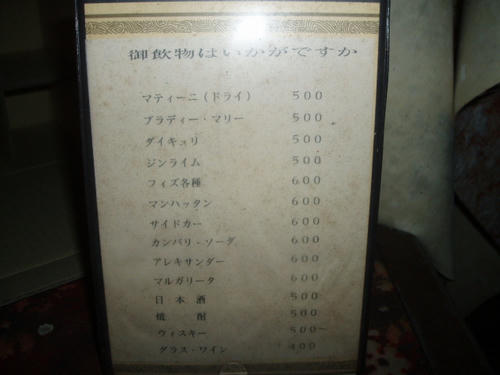 御飲物はいかがですか
マティーニ（ドライ） 500
ブラディー・マリー 500
ダイキュリ 500
ジンライム 500
フィズ各種 600
マンハッタン 600
サイドカー 600
カンパリ・ソーダ 600
アレキサンダー 600
マルガリータ 600
日本酒 500
焼酎 500
ウィスキー 500〜
グラス・ワイン 400